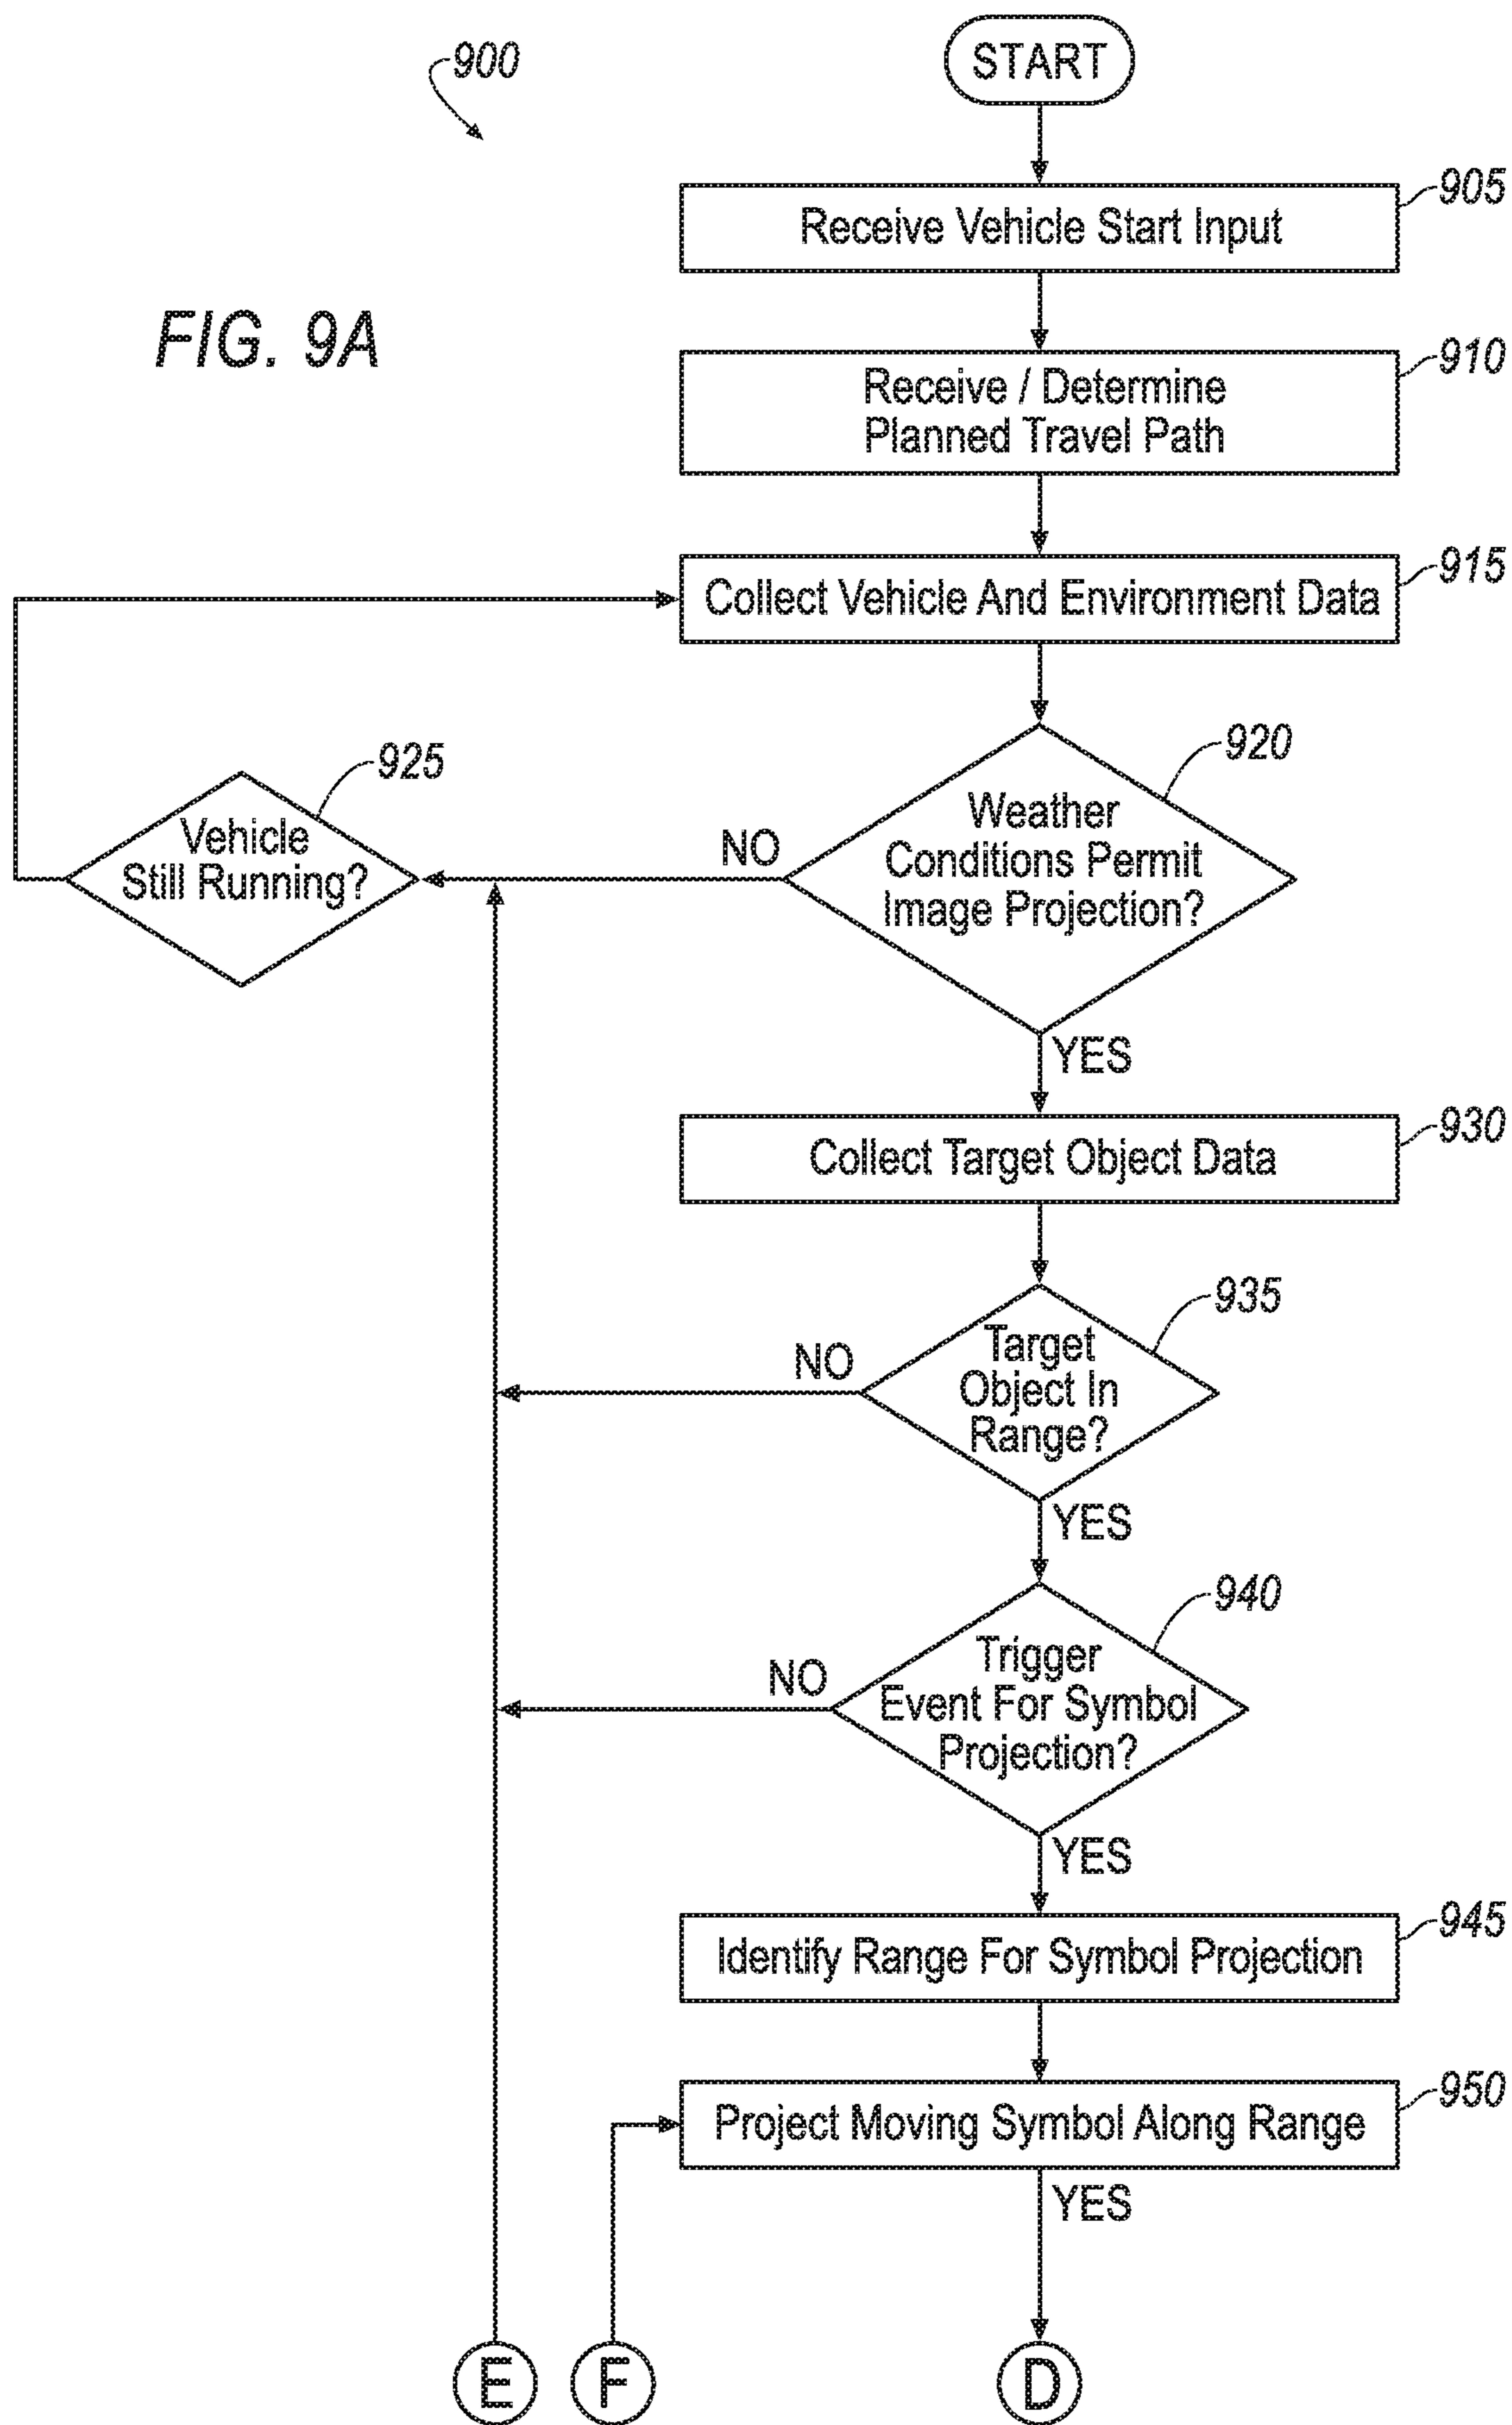 900
START
905
Receive Vehicle Start Input
FIG. 9A
910
Receive / Determine
Planned Travel Path
915
Collect Vehicle And Environment Data
920
Weather
Conditions Permit
Image Projection?
NO
925
Vehicle
Still Running?
YES
930
Collect Target Object Data
935
Target
Object In
Range?
NO
YES
940
Trigger
Event For Symbol
Projection?
NO
YES
945
Identify Range For Symbol Projection
950
Project Moving Symbol Along Range
YES
E
F
D